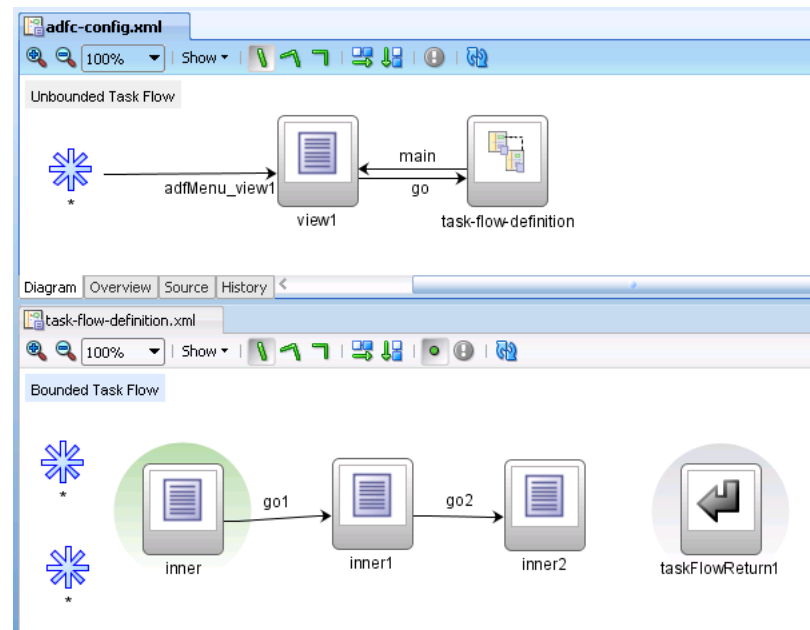 adfc-config.xml
100% Show
Unbounded Task Flow
main
adfMenu_view1
go
*
view1
task-flow-definition
Diagram Overview Source History
task-flow-definition.xml
100% Show
Bounded Task Flow
*
go1
go2
inner
inner1
inner2
taskFlowReturn1
*